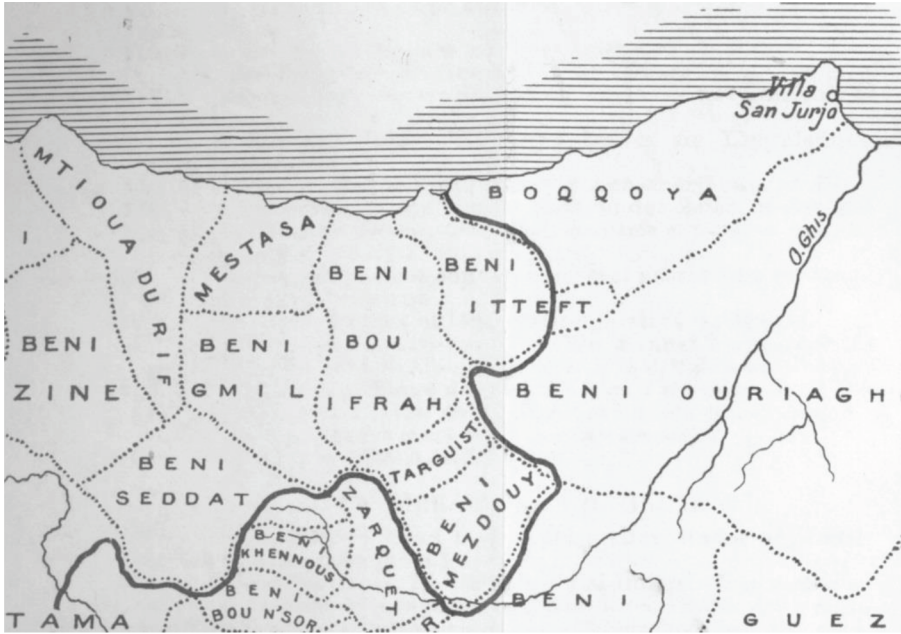 Villa
San Jurjo
BOQQOYA
MTIOUA DU RIF
MESTASA
O. Ghis
BENI
BENI
ITTEFT
I
BENI
ZINE
BENI
GMIL
BOU
IFRAH
BENI OURIAGH
TARGUIST
BENI
SEDDAT
BENI
MEZDOUY
ZARQUET
BENI
KHENNOUS
BENI
BOU N'SOR
TAMA
R
BENI
GUEZ